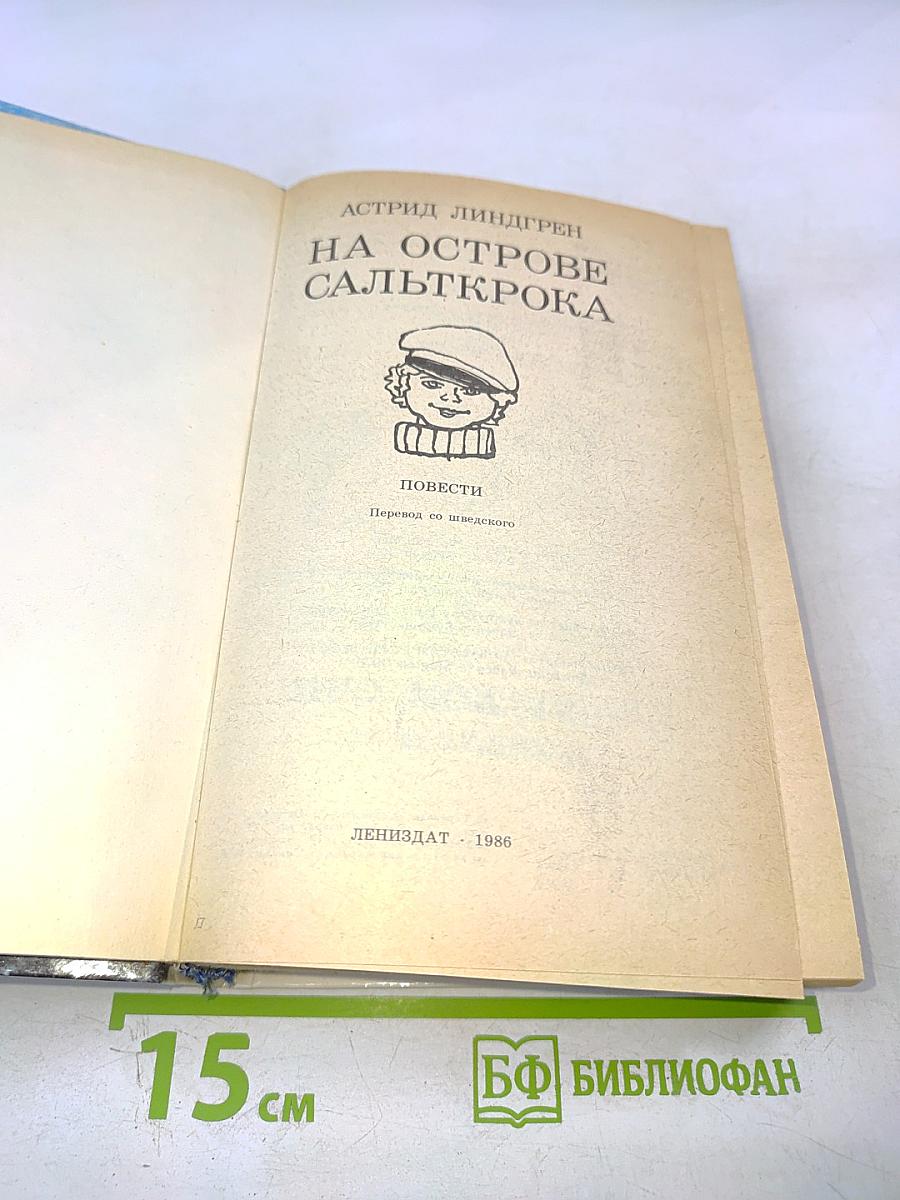 АСТРИД ЛИНДГРЕН
НА ОСТРОВЕ
САЛЬТКРОКА
ПОВЕСТИ
Перевод со шведского
ЛЕНИЗДАТ · 1986
15 см
БФ БИБЛИОФАН